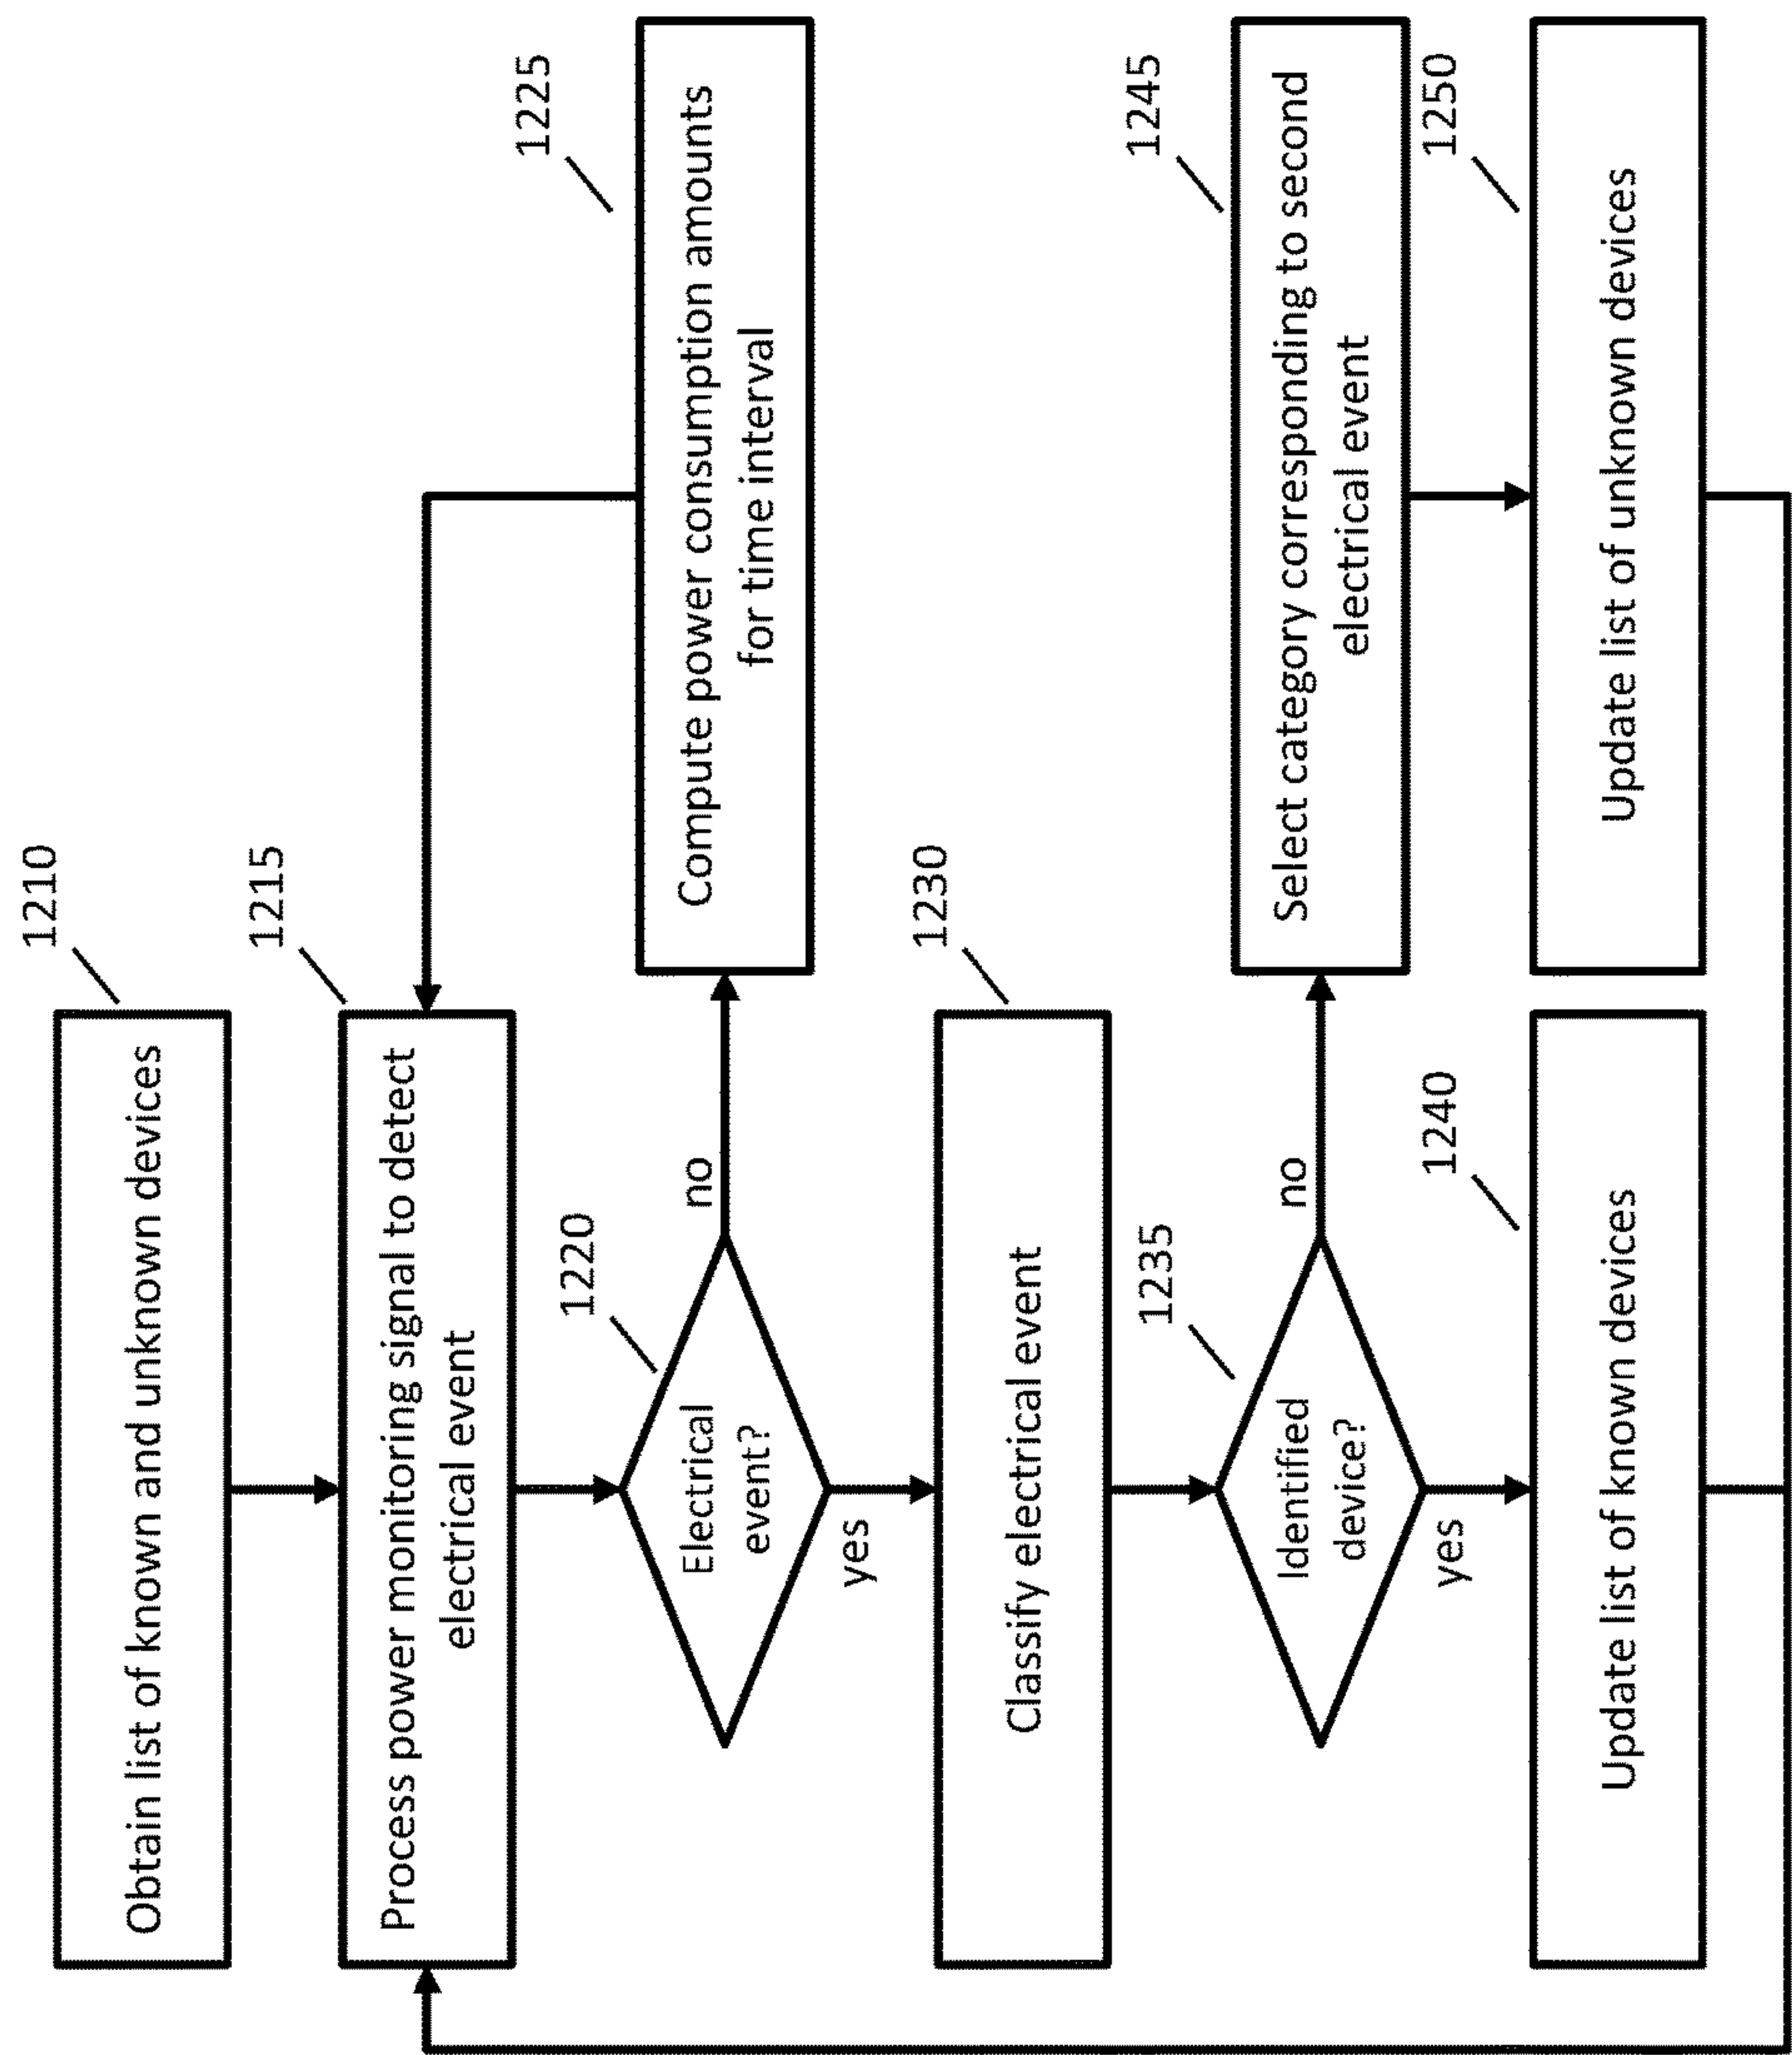 1210
Obtain list of known and unknown devices
1215
Process power monitoring signal to detect
electrical event
1220
Electrical
event?
no
yes
1225
Compute power consumption amounts
for time interval
1230
Classify electrical event
1235
Identified
device?
no
yes
1245
Select category corresponding to second
electrical event
1240
Update list of known devices
1250
Update list of unknown devices